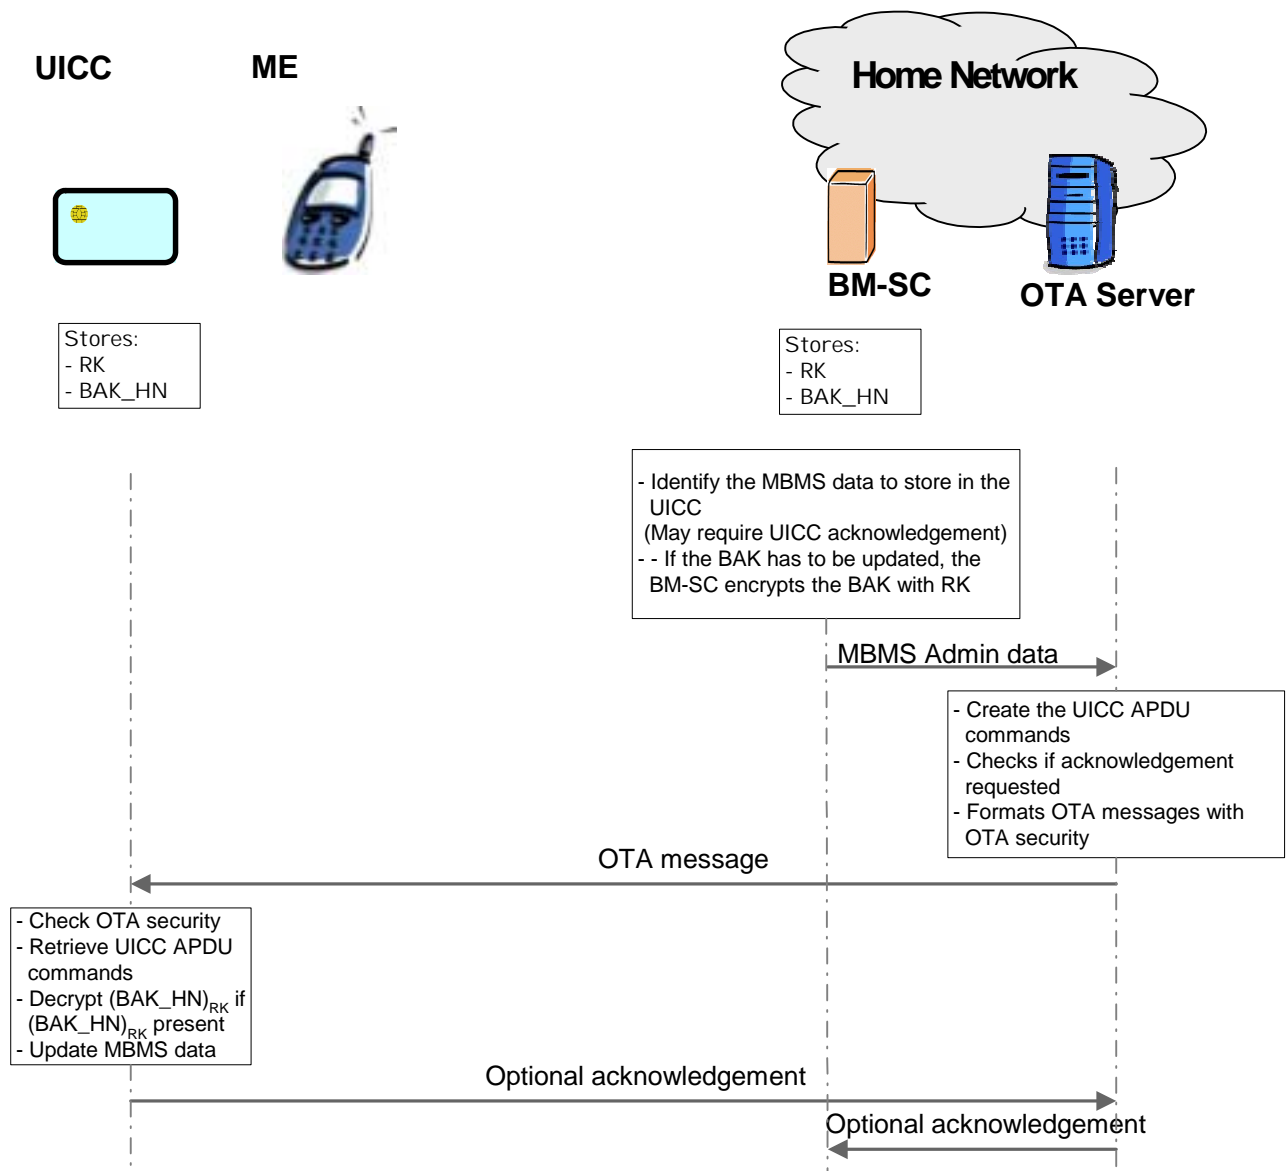 UICC
ME
Home Network
BM-SC
OTA Server
Stores:
- RK
- BAK_HN
Stores:
- RK
- BAK_HN
- Identify the MBMS data to store in the
UICC
(May require UICC acknowledgement)
- - If the BAK has to be updated, the
BM-SC encrypts the BAK with RK
MBMS Admin data
- Create the UICC APDU
commands
- Checks if acknowledgement
requested
- Formats OTA messages with
OTA security
OTA message
- Check OTA security
- Retrieve UICC APDU
commands
- Decrypt (BAK_HN)RK if
(BAK_HN)RK present
- Update MBMS data
Optional acknowledgement
Optional acknowledgement